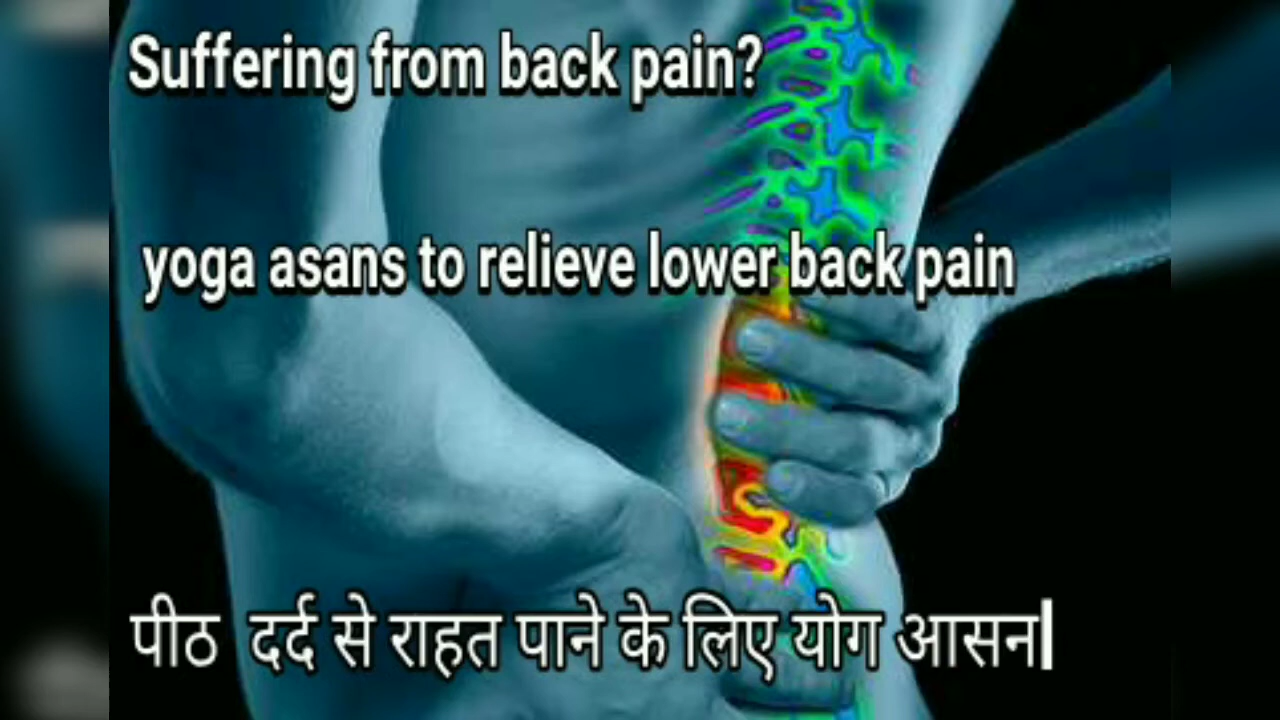 Suffering from back pain?
yoga asans to relieve lower back pain
पीठ दर्द से राहत पाने के लिए योग आसन|